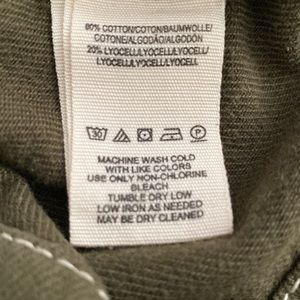 80% COTTON/COTON/BAUMWOLLE/
COTONE/ALGODÃO/ALGODÓN
20% LYOCELL/LYOCELL/LYOCELL/
LYOCELL/LYOCELL/LYOCELL
MACHINE WASH COLD
WITH LIKE COLORS
USE ONLY NON-CHLORINE
BLEACH
TUMBLE DRY LOW
LOW IRON AS NEEDED
MAY BE DRY CLEANED